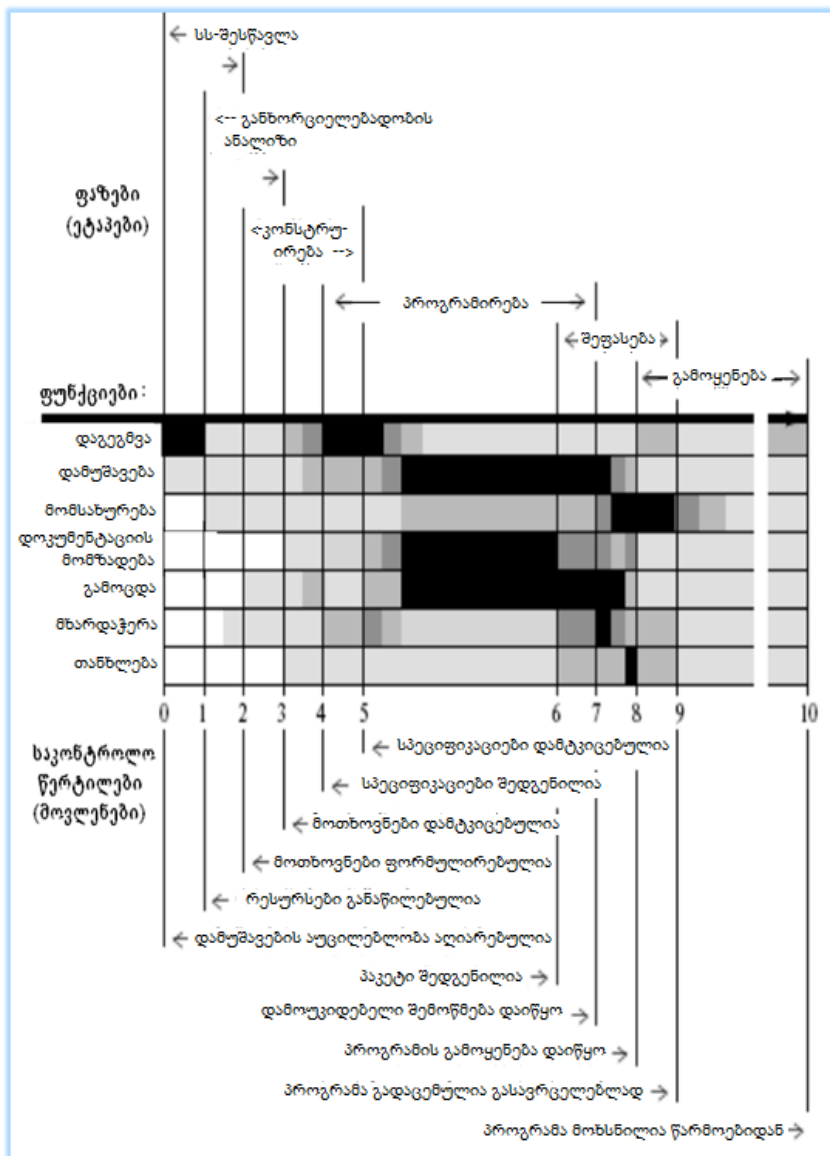 ← სს-შესწავლა
→
<-- განხორციელებადობის
ანალიზი
→
ფაზები
(ეტაპები)
<-კონსტრუ-
ირება -->
← პროგრამირება →
← შეფასება →
← გამოყენება →
ფუნქციები:
დაგეგმვა
დამუშავება
მომსახურება
დოკუმენტაციის
მომზადება
გამოცდა
მხარდაჭერა
თანხლება
0 1 2 3 4 5 6 7 8 9 10
საკონტროლო
წერტილები
(მოვლენები)
← სპეციფიკაციები დამტკიცებულია
← სპეციფიკაციები შედგენილია
← მოთხოვნები დამტკიცებულია
← მოთხოვნები ფორმულირებულია
← რესურსები განაწილებულია
← დამუშავების აუცილებლობა აღიარებულია
პაკეტი შედგენილია →
დამოუკიდებელი შემოწმება დაიწყო →
პროგრამის გამოყენება დაიწყო →
პროგრამა გადაცემულია გასავრცელებლად →
პროგრამა მოხსნილია წარმოებიდან →